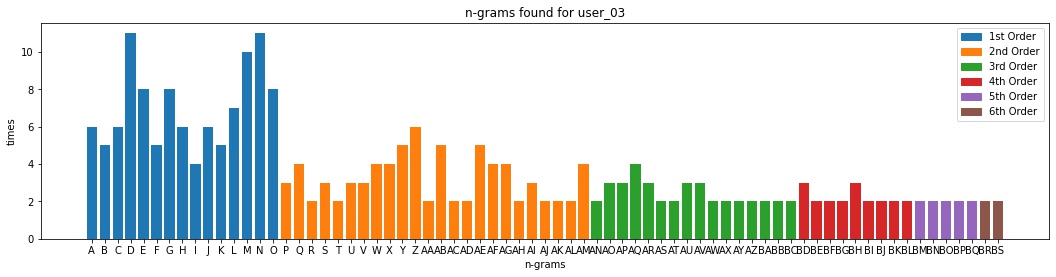 n-grams found for user_03
1st Order
2nd Order
3rd Order
4th Order
5th Order
6th Order
times
10
8
6
4
2
0
A B C D E F G H I J K L M N O P Q R S T U V W X Y Z AA AB AC AD AE AF AG AH AI AJ AK AL AM AN AO AP AQ AR AS AT AU AV AW AX AY AZ BA BB BC BD BE BF BG BH BI BJ BK BL BM BN BO BP BQ BR BS
n-grams